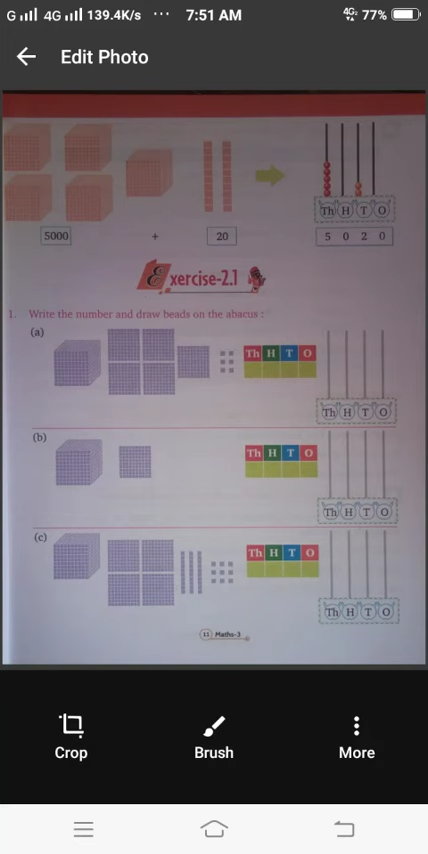 G 4G 139.4K/s ··· 7:51 AM 4G 77%
Edit Photo
Th H T O
5000 + 20 5 0 2 0
Exercise-2.1
1. Write the number and draw beads on the abacus :
(a)
Th H T O
Th H T O
(b)
Th H T O
Th H T O
(c)
Th H T O
Th H T O
11 Maths-3
Crop Brush More